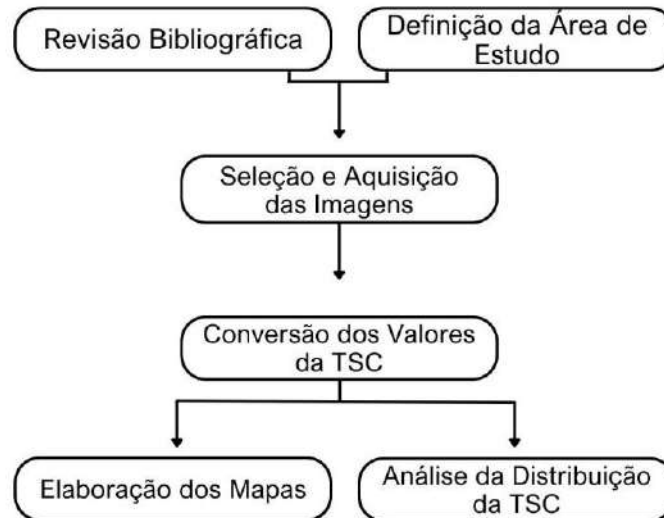 Revisão Bibliográfica
Definição da Área de
Estudo
Seleção e Aquisição
das Imagens
Conversão dos Valores
da TSC
Elaboração dos Mapas
Análise da Distribuição
da TSC